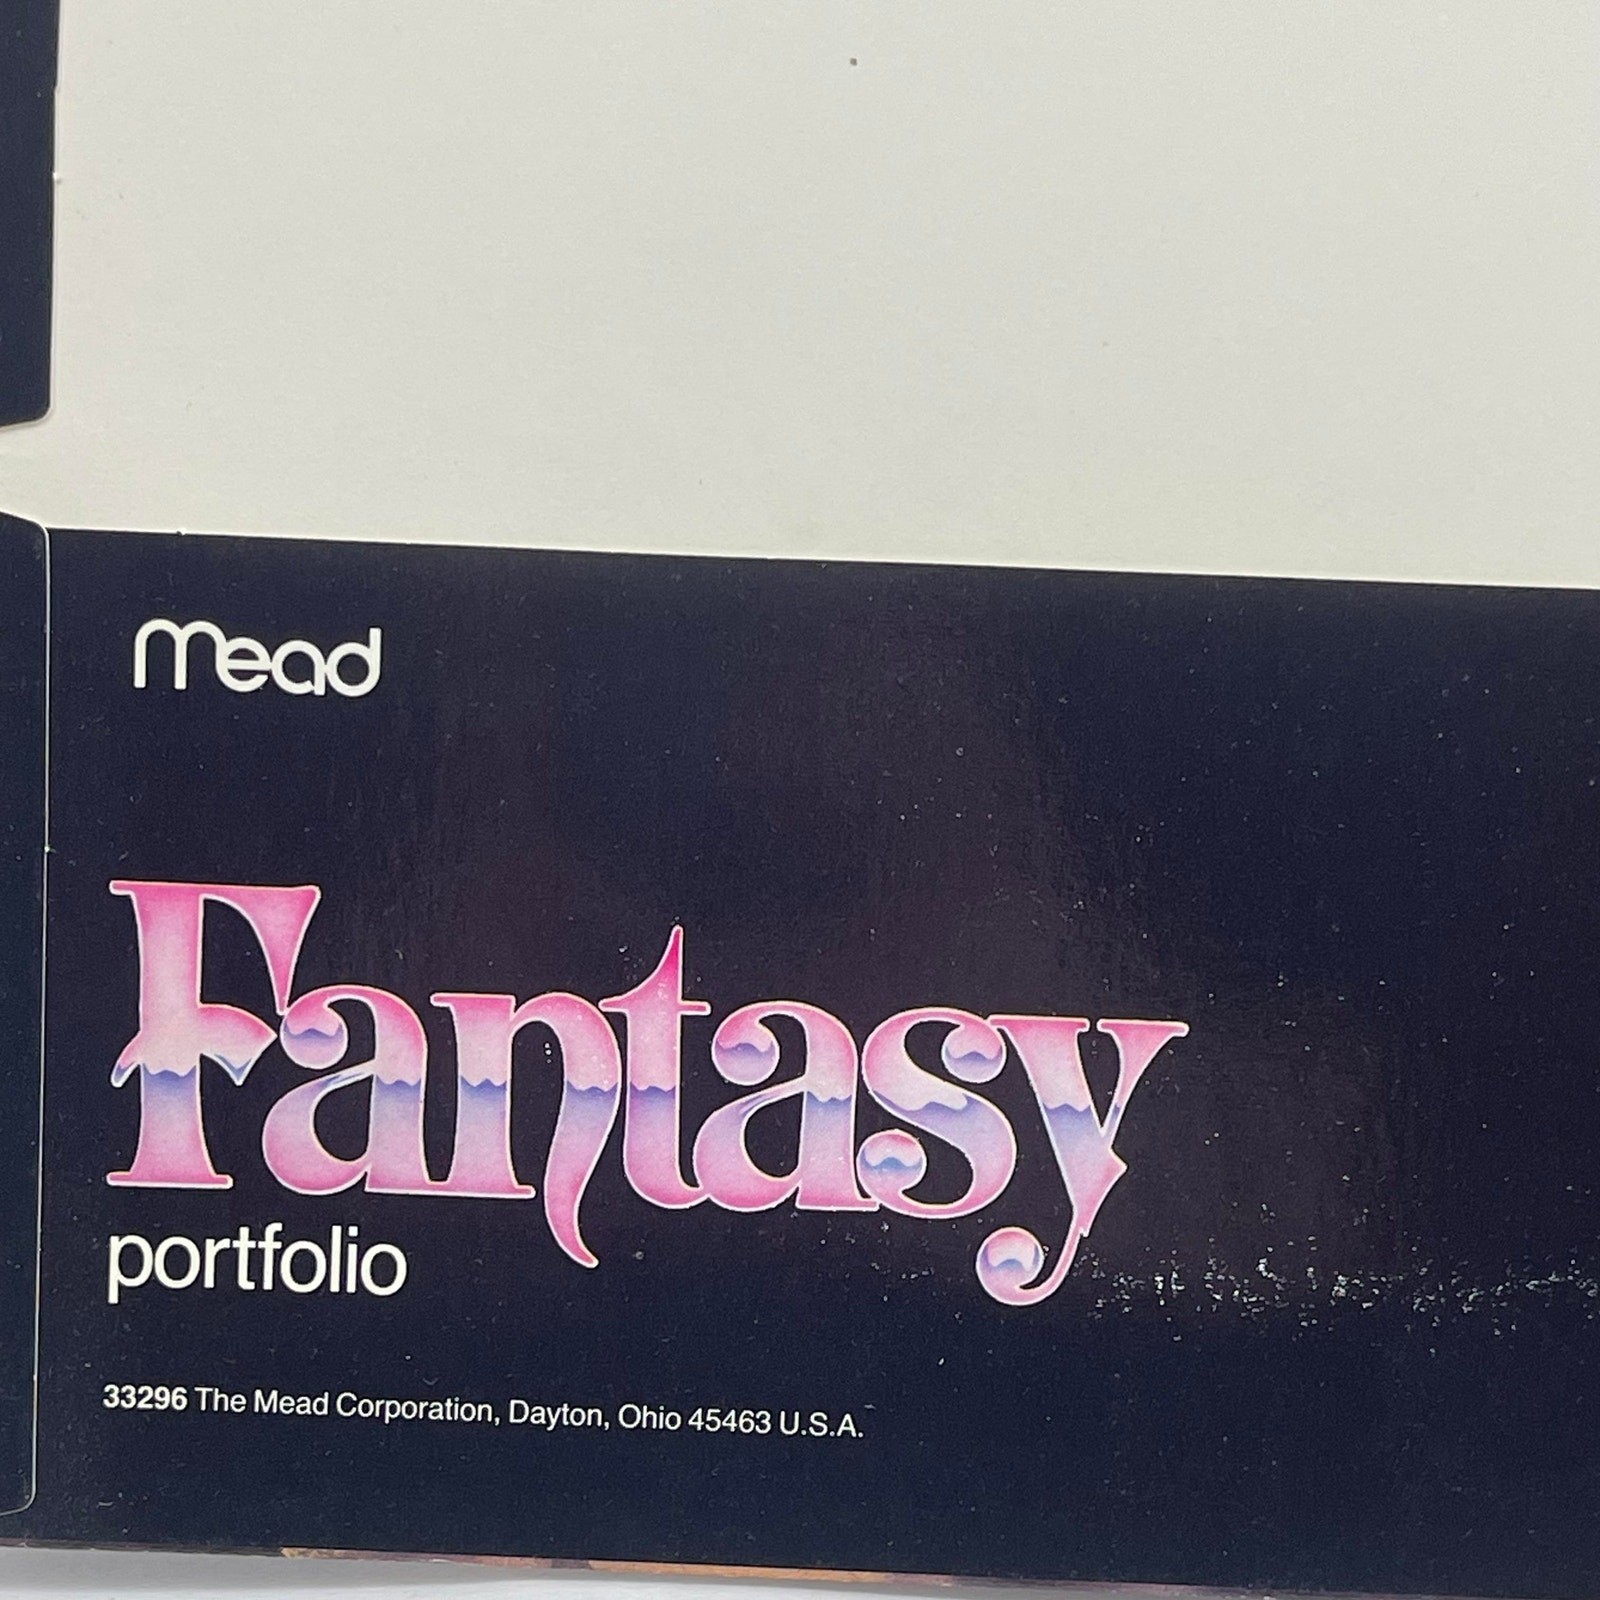 mead
Fantasy
portfolio
33296 The Mead Corporation, Dayton, Ohio 45463 U.S.A.